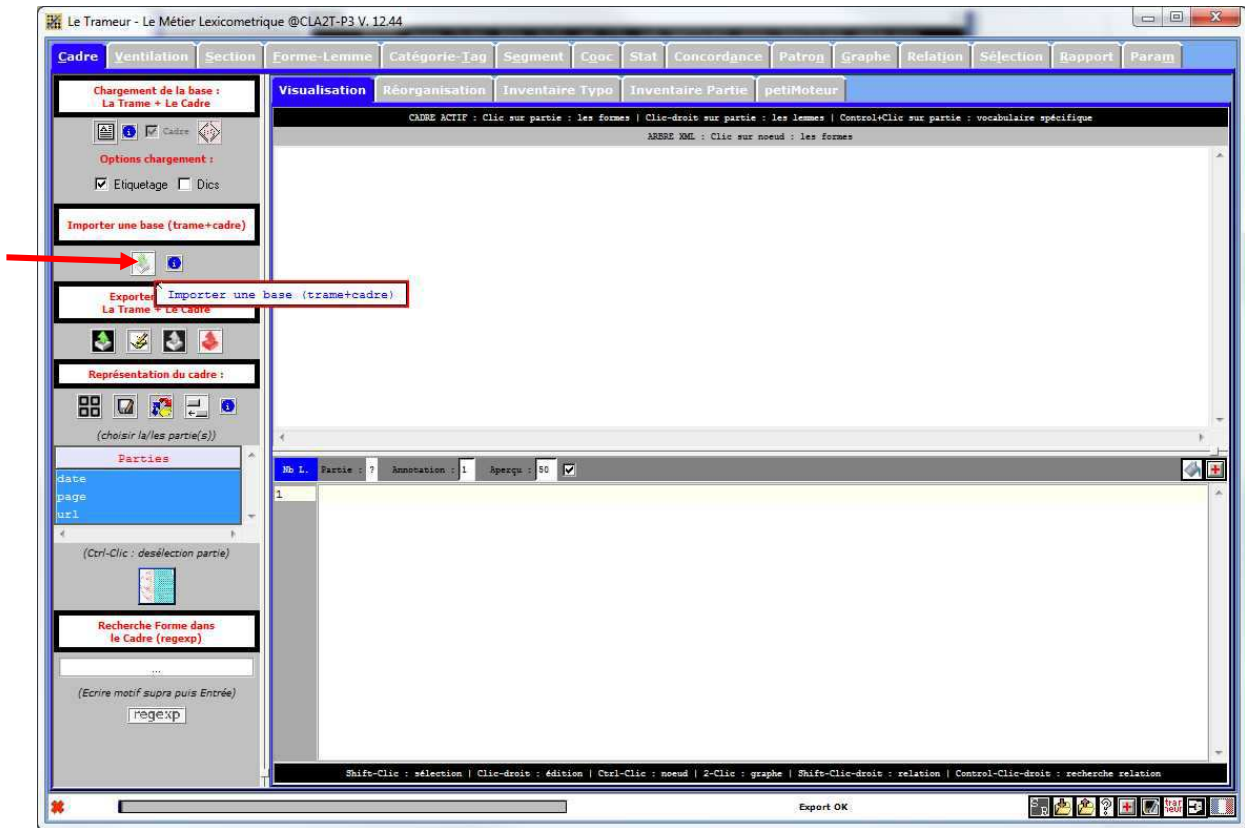 Le Trameur - Le Métier Lexicometrique @CLA2T-P3 V. 12.44
Cadre Ventilation Section Forme-Lemme Catégorie-Tag Segment Cooc Stat Concordance Patron Graphe Relation Sélection Rapport Param
Chargement de la base :
La Trame + Le Cadre
Cadre
Options chargement :
Etiquetage Dics
Importer une base (trame+cadre)
Importer une base (trame+cadre)
Exporter
La Trame + Le Cadre
Représentation du cadre :
(choisir la/les partie(s))
Parties
date
page
url
(Ctrl-Clic : desélection partie)
Recherche Forme dans
le Cadre (regexp)
...
(Ecrire motif supra puis Entrée)
regexp
Visualisation Réorganisation Inventaire Typo Inventaire Partie petiMoteur
CADRE ACTIF : Clic sur partie : les formes | Clic-droit sur partie : les lemmes | Control+Clic sur partie : vocabulaire spécifique
ARBRE XML : Clic sur noeud : les formes
Nb L. Partie : ? Annotation : 1 Aperçu : 50
1
Shift-Clic : sélection | Clic-droit : édition | Ctrl-Clic : noeud | 2-Clic : graphe | Shift-Clic-droit : relation | Control-Clic-droit : recherche relation
Export OK